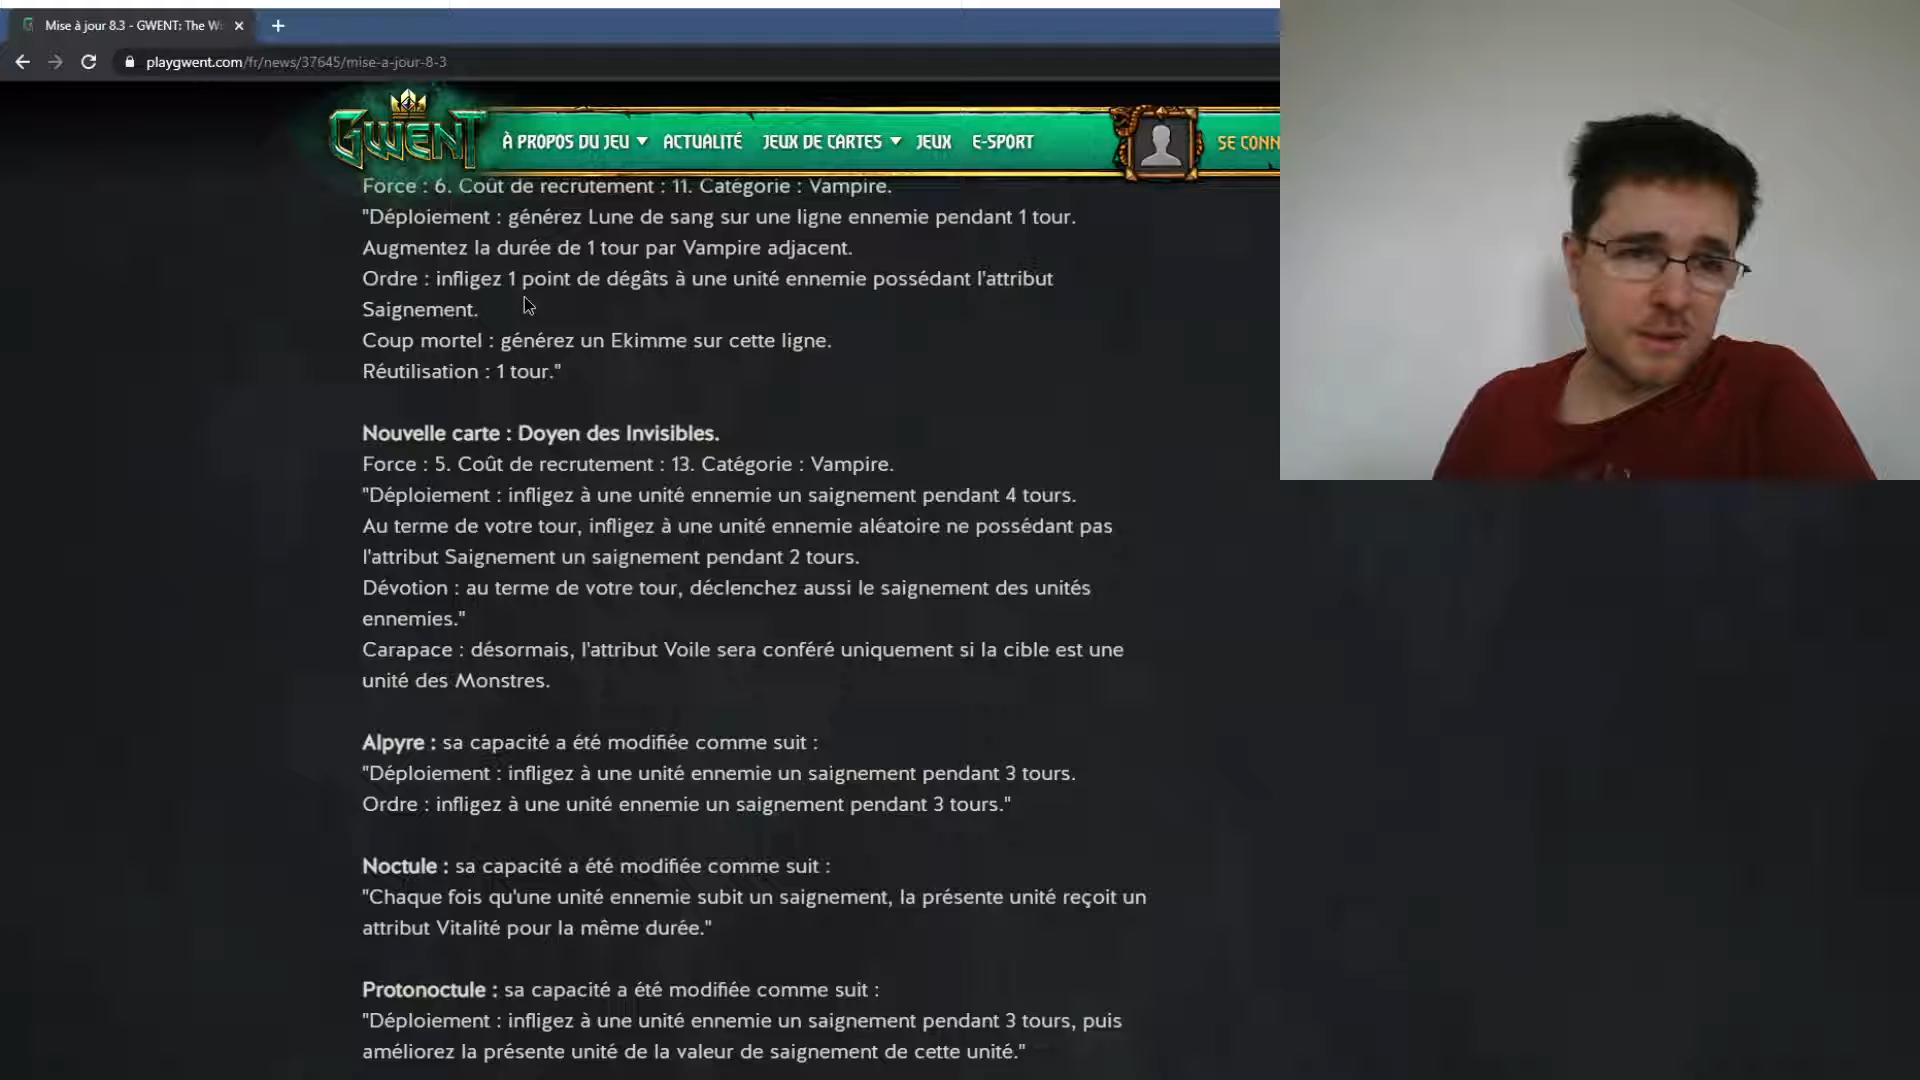 Mise à jour 8.3 - GWENT: The W
playgwent.com/fr/news/37645/mise-a-jour-8-3
GWENT
À PROPOS DU JEU
ACTUALITÉ
JEUX DE CARTES
JEUX
E-SPORT
SE CONN
Force : 6. Coût de recrutement : 11. Catégorie : Vampire.
"Déploiement : générez Lune de sang sur une ligne ennemie pendant 1 tour.
Augmentez la durée de 1 tour par Vampire adjacent.
Ordre : infligez 1 point de dégâts à une unité ennemie possédant l'attribut
Saignement.
Coup mortel : générez un Ekimme sur cette ligne.
Réutilisation : 1 tour."
Nouvelle carte : Doyen des Invisibles.
Force : 5. Coût de recrutement : 13. Catégorie : Vampire.
"Déploiement : infligez à une unité ennemie un saignement pendant 4 tours.
Au terme de votre tour, infligez à une unité ennemie aléatoire ne possédant pas
l'attribut Saignement un saignement pendant 2 tours.
Dévotion : au terme de votre tour, déclenchez aussi le saignement des unités
ennemies."
Carapace : désormais, l'attribut Voile sera conféré uniquement si la cible est une
unité des Monstres.
Alpyre : sa capacité a été modifiée comme suit :
"Déploiement : infligez à une unité ennemie un saignement pendant 3 tours.
Ordre : infligez à une unité ennemie un saignement pendant 3 tours."
Noctule : sa capacité a été modifiée comme suit :
"Chaque fois qu'une unité ennemie subit un saignement, la présente unité reçoit un
attribut Vitalité pour la même durée."
Protonoctule : sa capacité a été modifiée comme suit :
"Déploiement : infligez à une unité ennemie un saignement pendant 3 tours, puis
améliorez la présente unité de la valeur de saignement de cette unité."